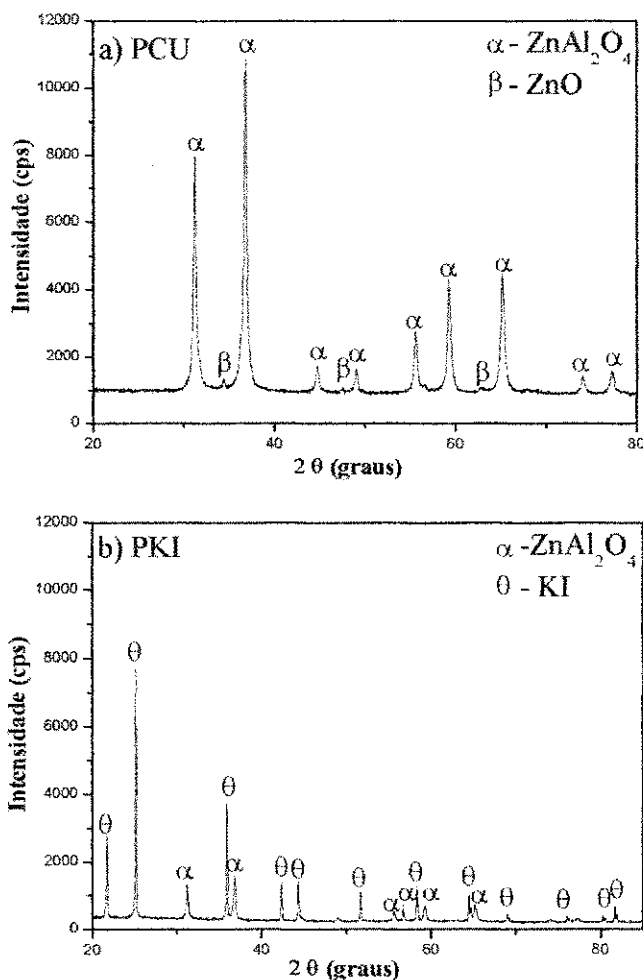 a) PCU
α - ZnAl₂O₄
β - ZnO
12000
10000
8000
6000
4000
2000
0
Intensidade (cps)
α
α
β
α
β
α
α
α
β
α
α
α
20
40
60
80
2 θ (graus)
b) PKI
α -ZnAl₂O₄
θ - KI
12000
10000
8000
6000
4000
2000
0
Intensidade (cps)
θ
θ
α
θ
α
θ
θ
θ
α
α
θ
α
θ
α
θ
θ
θ
θ
20
40
60
80
2 θ (graus)